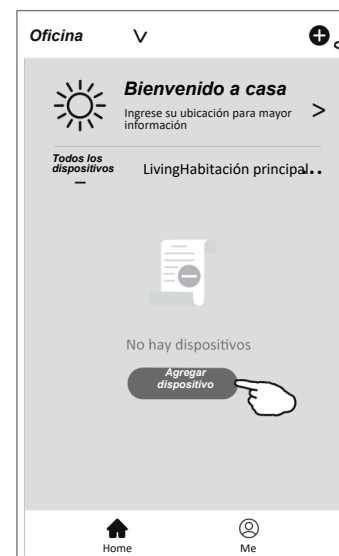 Oficina
Bienvenido a casa
Ingrese su ubicación para mayor
información
Todos los
dispositivos
LivingHabitación principal...
No hay dispositivos
Agregar
dispositivo
Home
Me